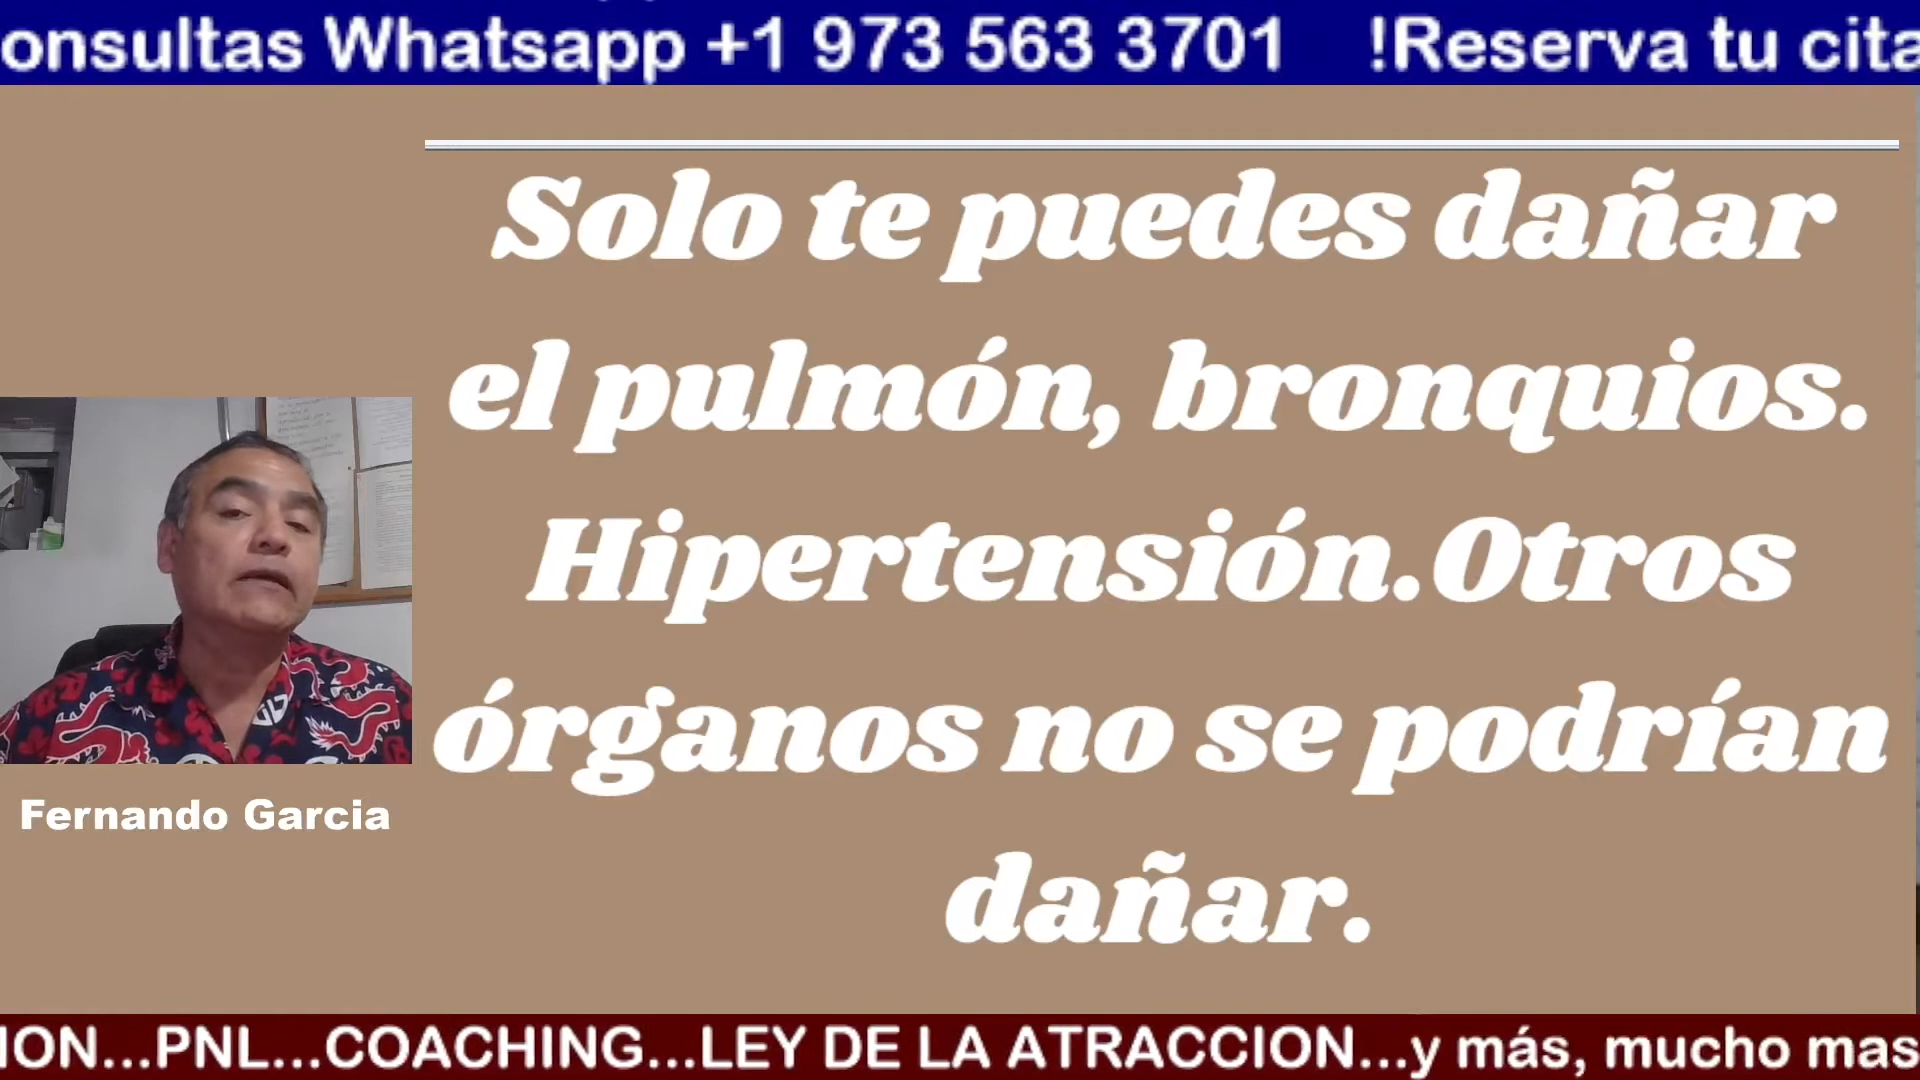 onsultas Whatsapp +1 973 563 3701 !Reserva tu cita
Solo te puedes dañar
el pulmón, bronquios.
Hipertensión.Otros
órganos no se podrían
dañar.
Fernando Garcia
ION...PNL...COACHING...LEY DE LA ATRACCION...y más, mucho mas